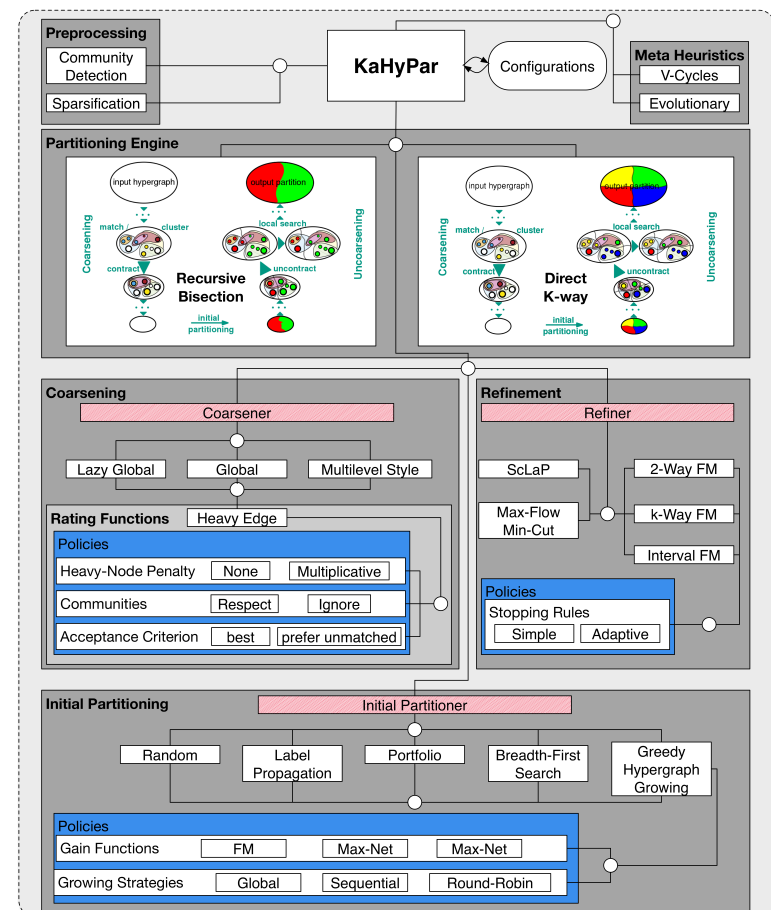 Preprocessing
Community
Detection
Sparsification
KaHyPar
Configurations
Meta Heuristics
V-Cycles
Evolutionary
Partitioning Engine
input hypergraph
output partition
Coarsening
match /
cluster
local search
Uncoarsening
contract
uncontract
Recursive
Bisection
initial
partitioning
input hypergraph
output partition
Coarsening
match /
cluster
local search
Uncoarsening
contract
uncontract
Direct
K-way
initial
partitioning
Coarsening
Coarsener
Lazy Global
Global
Multilevel Style
Rating Functions
Heavy Edge
Policies
Heavy-Node Penalty
None
Multiplicative
Communities
Respect
Ignore
Acceptance Criterion
best
prefer unmatched
Refinement
Refiner
ScLaP
Max-Flow
Min-Cut
2-Way FM
k-Way FM
Interval FM
Policies
Stopping Rules
Simple
Adaptive
Initial Partitioning
Initial Partitioner
Random
Label
Propagation
Portfolio
Breadth-First
Search
Greedy
Hypergraph
Growing
Policies
Gain Functions
FM
Max-Net
Max-Net
Growing Strategies
Global
Sequential
Round-Robin